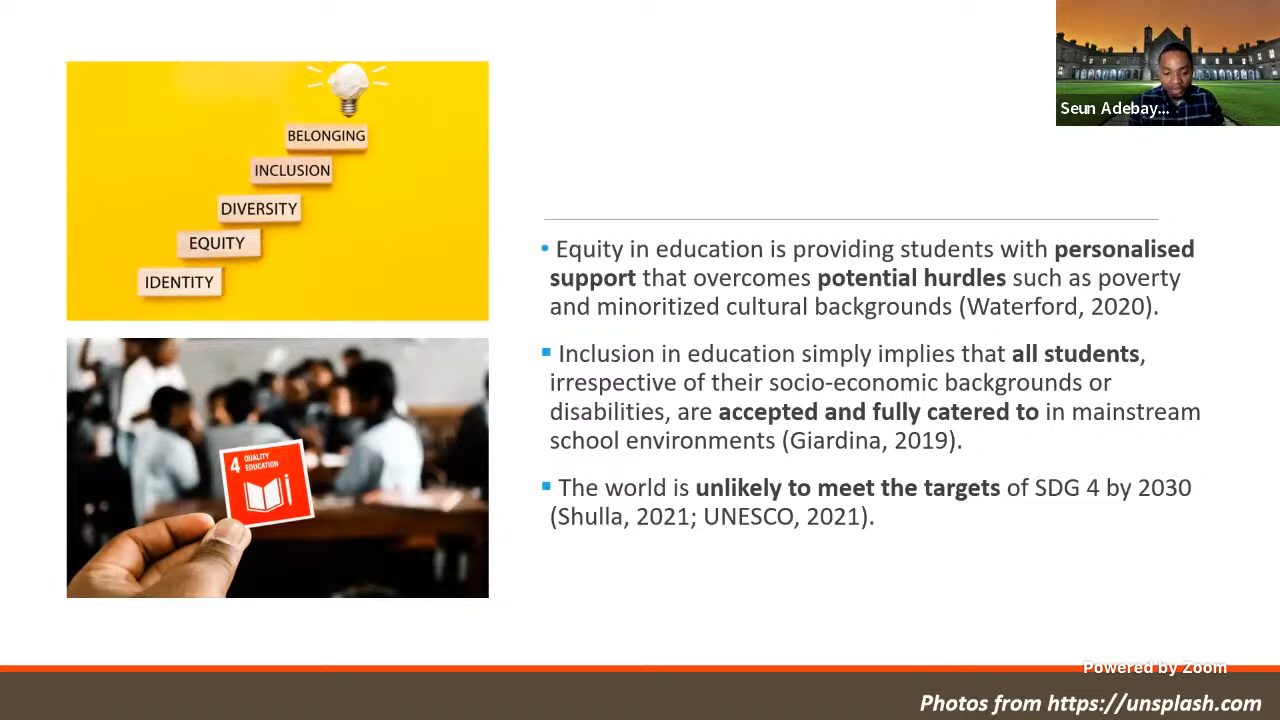 Seun Adebay...
BELONGING
INCLUSION
DIVERSITY
EQUITY
IDENTITY
4 QUALITY
EDUCATION
• Equity in education is providing students with personalised
support that overcomes potential hurdles such as poverty
and minoritized cultural backgrounds (Waterford, 2020).
▪ Inclusion in education simply implies that all students,
irrespective of their socio-economic backgrounds or
disabilities, are accepted and fully catered to in mainstream
school environments (Giardina, 2019).
▪ The world is unlikely to meet the targets of SDG 4 by 2030
(Shulla, 2021; UNESCO, 2021).
Powered by Zoom
Photos from https://unsplash.com